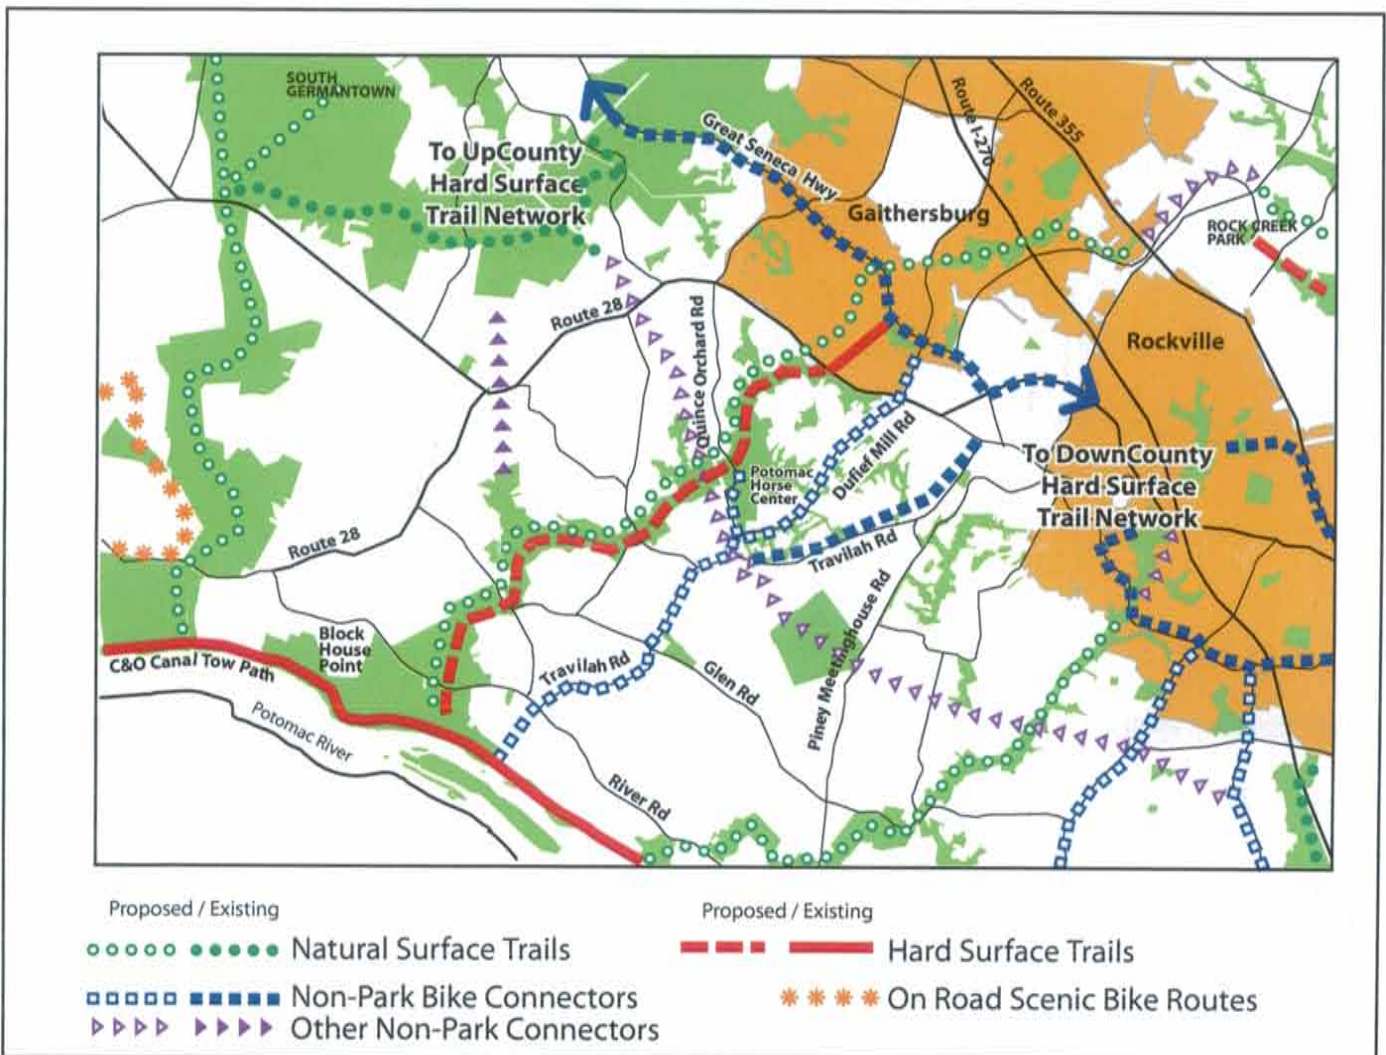 SOUTH
GERMANTOWN
To UpCounty
Hard Surface
Trail Network
Great Seneca Hwy
Route I-270
Route 355
Gaithersburg
ROCK CREEK
PARK
Route 28
Quince Orchard Rd
Rockville
Potomac
Horse
Center
Dufief Mill Rd
To DownCounty
Hard Surface
Trail Network
Route 28
Travilah Rd
Piney Meetinghouse Rd
Block
House
Point
C&O Canal Tow Path
Travilah Rd
Glen Rd
Potomac River
River Rd
Proposed / Existing
Natural Surface Trails
Non-Park Bike Connectors
Other Non-Park Connectors
Proposed / Existing
Hard Surface Trails
On Road Scenic Bike Routes